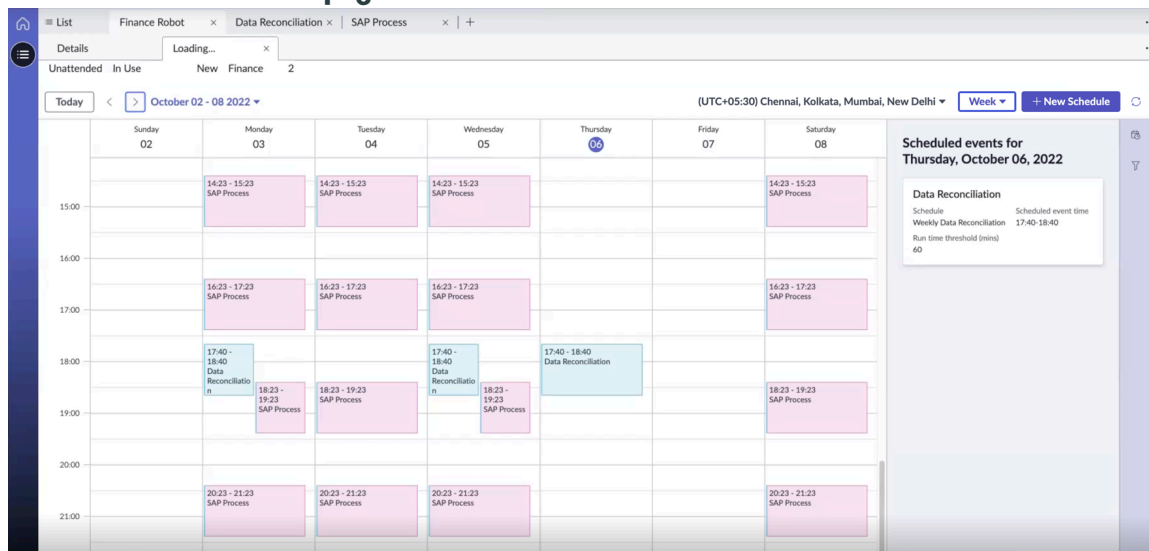 ≡ List Finance Robot × Data Reconciliation × SAP Process × +
Details Loading... ×
Unattended In Use New Finance 2
Today < > October 02 - 08 2022 (UTC+05:30) Chennai, Kolkata, Mumbai, New Delhi Week + New Schedule
Sunday Monday Tuesday Wednesday Thursday Friday Saturday
02 03 04 05 06 07 08
Scheduled events for
Thursday, October 06, 2022
Data Reconciliation
Schedule Scheduled event time
Weekly Data Reconciliation 17:40-18:40
Run time threshold (mins)
60
14:23 - 15:23 14:23 - 15:23 14:23 - 15:23 14:23 - 15:23
SAP Process SAP Process SAP Process SAP Process
15:00
16:00
16:23 - 17:23 16:23 - 17:23 16:23 - 17:23 16:23 - 17:23
SAP Process SAP Process SAP Process SAP Process
17:00
17:40 -
18:40
Data
Reconciliatio
n
17:40 -
18:40
Data
Reconciliatio
n
17:40 - 18:40
Data Reconciliation
18:00
18:23 -
19:23
SAP Process
18:23 - 19:23
SAP Process
18:23 -
19:23
SAP Process
18:23 - 19:23
SAP Process
19:00
20:00
20:23 - 21:23 20:23 - 21:23 20:23 - 21:23 20:23 - 21:23
SAP Process SAP Process SAP Process SAP Process
21:00